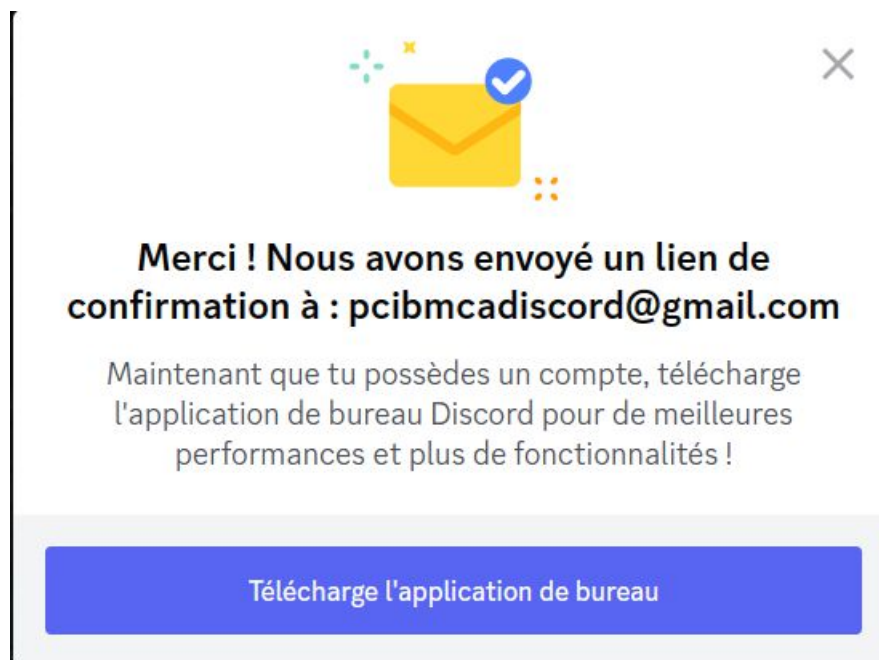 Merci ! Nous avons envoyé un lien de
confirmation à : pcibmcadiscord@gmail.com
Maintenant que tu possèdes un compte, télécharge
l'application de bureau Discord pour de meilleures
performances et plus de fonctionnalités !
Télécharge l'application de bureau